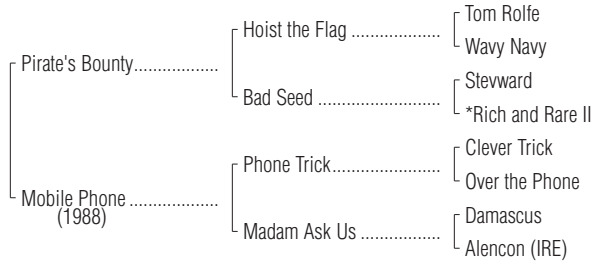 Tom Rolfe
Hoist the Flag ....................
Wavy Navy
Pirate's Bounty...................
Stevward
Bad Seed ...........................
*Rich and Rare II
Clever Trick
Phone Trick........................
Over the Phone
Mobile Phone ....................
(1988)
Damascus
Madam Ask Us ..................
Alencon (IRE)